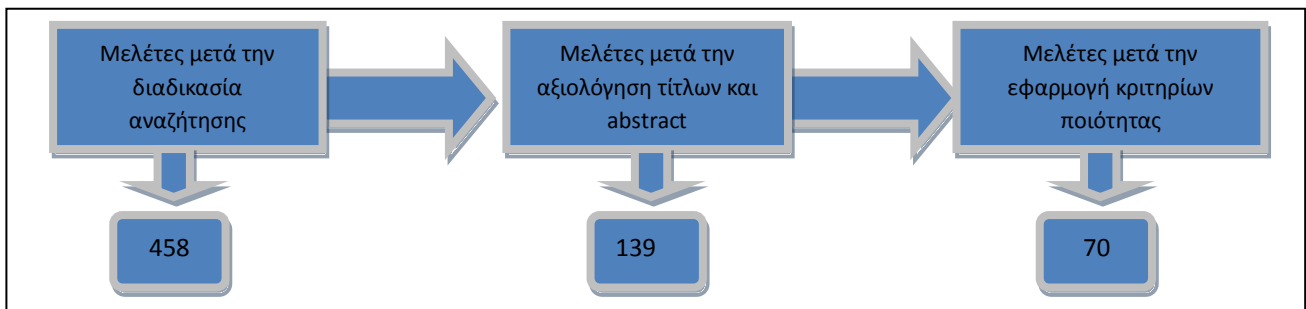 Μελέτες μετά την
διαδικασία
αναζήτησης
Μελέτες μετά την
αξιολόγηση τίτλων και
abstract
Μελέτες μετά την
εφαρμογή κριτηρίων
ποιότητας
458
139
70